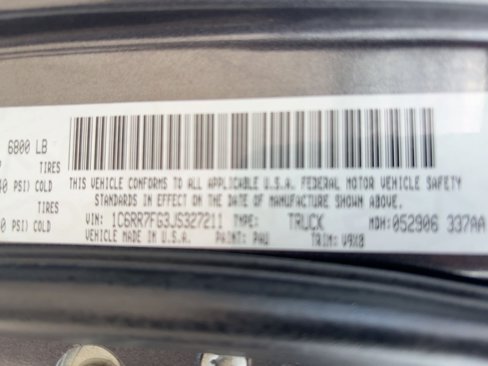 6800 LB
TIRES
PSI) COLD
THIS VEHICLE CONFORMS TO ALL APPLICABLE U.S.A. FEDERAL MOTOR VEHICLE SAFETY
TIRES
STANDARDS IN EFFECT ON THE DATE OF MANUFACTURE SHOWN ABOVE.
0 PSI) COLD
VIN: 1C6RR7FG3JS327211 TYPE: TRUCK MDH: 052906 337AA
VEHICLE MADE IN U.S.A. PAINT: PAU TRIM: V9X8